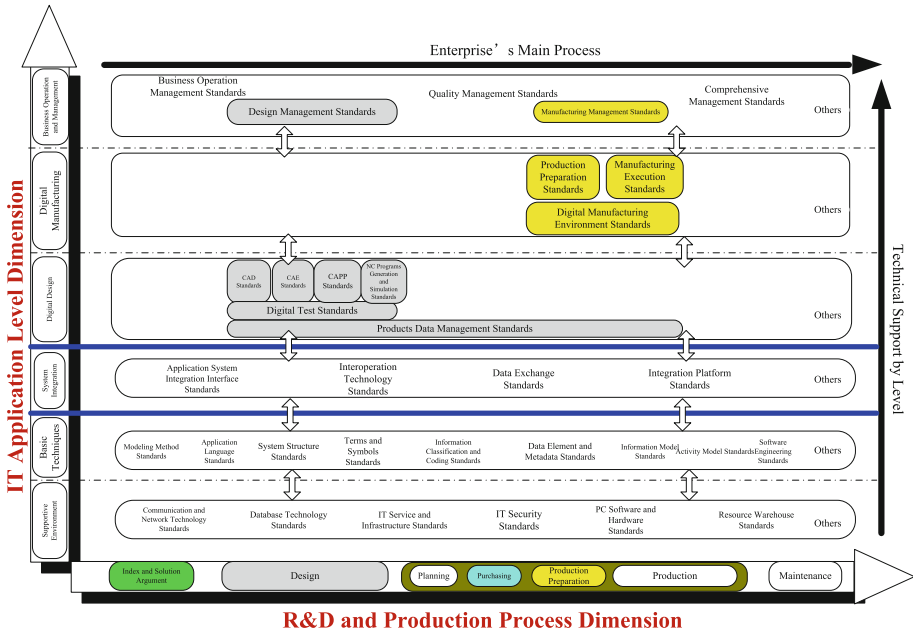 Enterprise’s Main Process
Business Operation and Management
Business Operation
Management Standards
Design Management Standards
Quality Management Standards
Manufacturing Management Standards
Comprehensive
Management Standards
Others
Digital
Manufacturing
Production
Preparation
Standards
Manufacturing
Execution
Standards
Digital Manufacturing
Environment Standards
Others
Digital Design
CAD
Standards
CAE
Standards
CAPP
Standards
NC Programs
Generation
and
Simulation
Standards
Digital Test Standards
Products Data Management Standards
Others
System
Integration
Application System
Integration Interface
Standards
Interoperation
Technology
Standards
Data Exchange
Standards
Integration Platform
Standards
Others
Basic
Techniques
Modeling Method
Standards
Application
Language
Standards
System Structure
Standards
Terms and
Symbols
Standards
Information
Classification and
Coding Standards
Data Element and
Metadata Standards
Information Model
Standards
Activity Model Standards
Software
Engineering
Standards
Others
Supportive Environment
Communication and
Network Technology
Standards
Database Technology
Standards
IT Service and
Infrastructure Standards
IT Security
Standards
PC Software and
Hardware
Standards
Resource Warehouse
Standards
Others
IT Application Level Dimension
Technical Support by Level
Index and Solution
Argument
Design
Planning
Purchasing
Production
Preparation
Production
Maintenance
R&D and Production Process Dimension